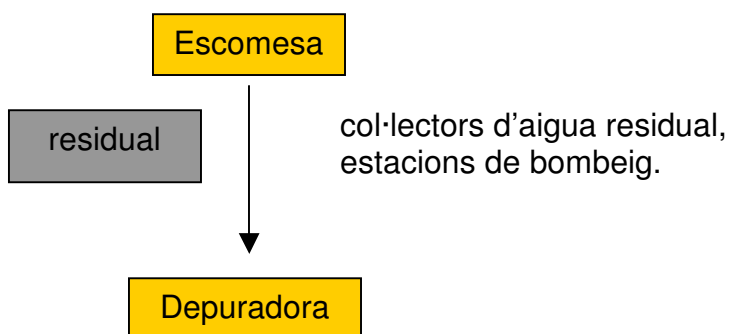 Escomesa
residual
col·lectors d'aigua residual,
estacions de bombeig.
Depuradora